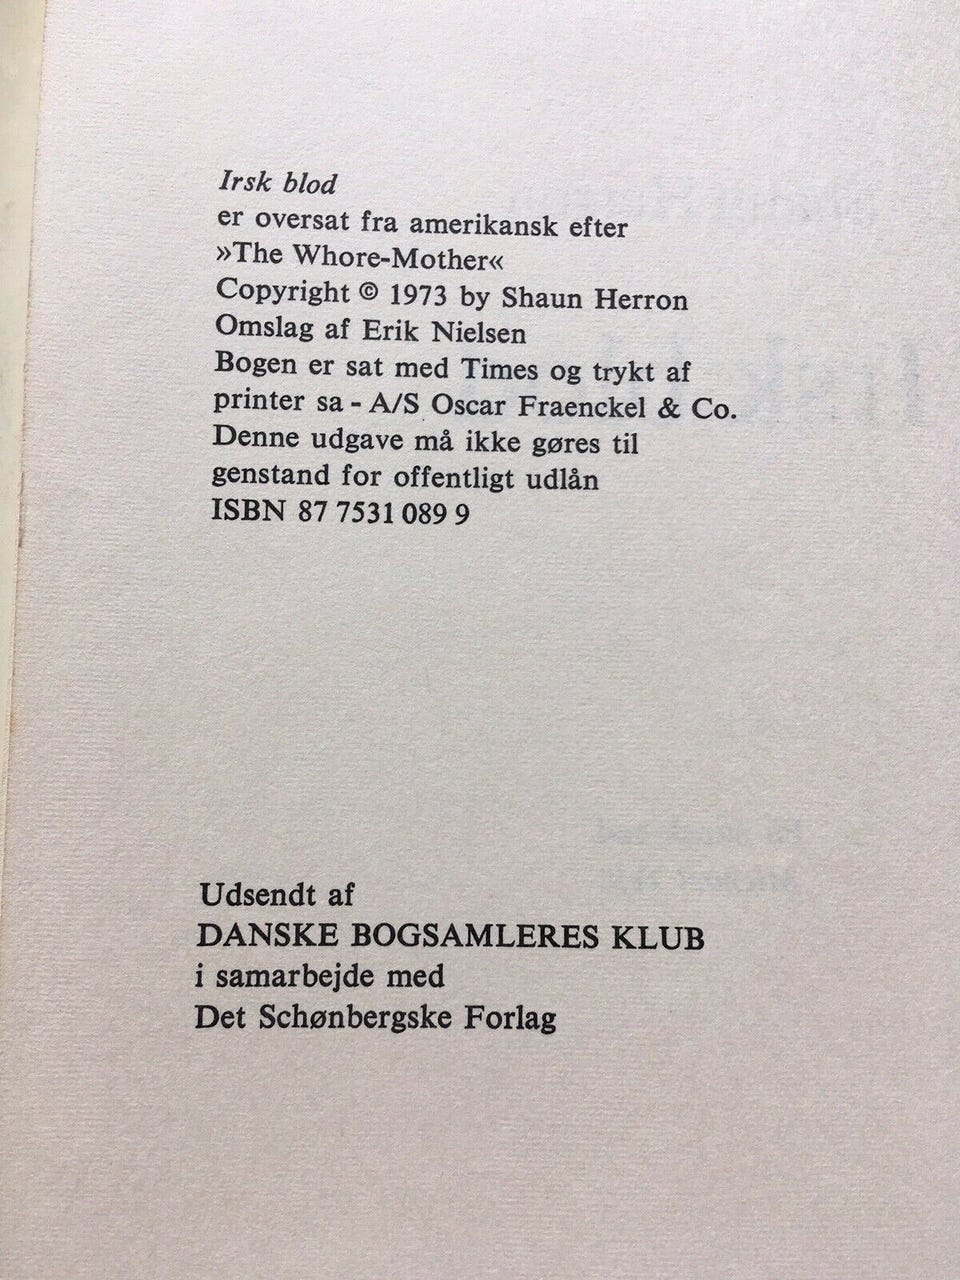 Irsk blod
er oversat fra amerikansk efter
»The Whore-Mother«
Copyright © 1973 by Shaun Herron
Omslag af Erik Nielsen
Bogen er sat med Times og trykt af
printer sa - A/S Oscar Fraenckel & Co.
Denne udgave må ikke gøres til
genstand for offentligt udlån
ISBN 87 7531 089 9
Udsendt af
DANSKE BOGSAMLERES KLUB
i samarbejde med
Det Schønbergske Forlag